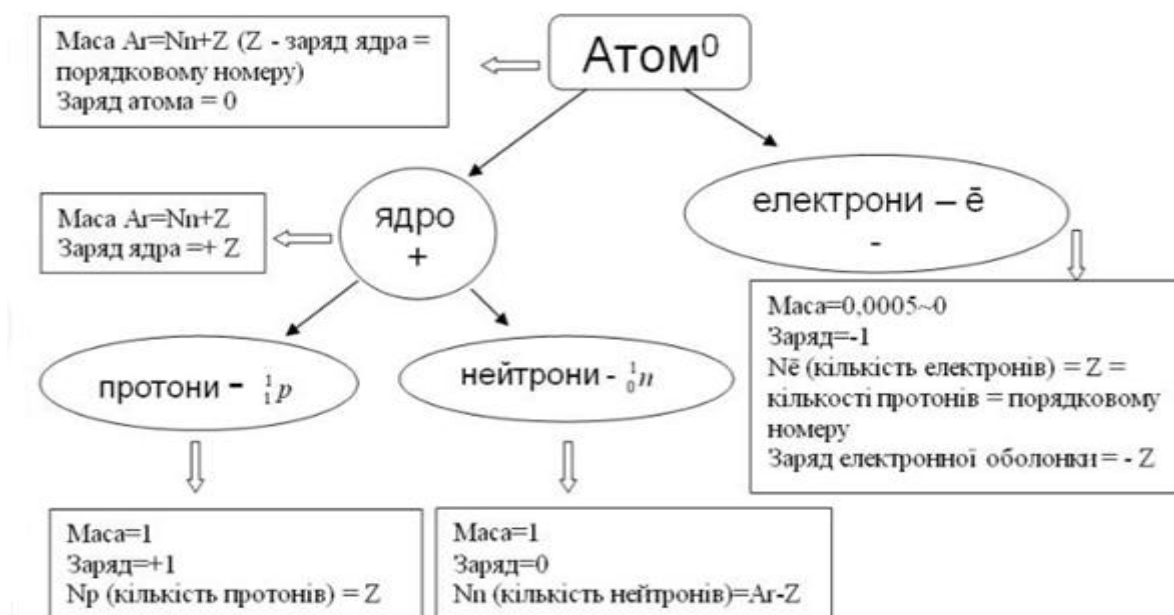 Маса Ar=Nn+Z (Z - заряд ядра =
порядковому номеру)
Заряд атома = 0
Атом⁰
Маса Ar=Nn+Z
Заряд ядра =+ Z
ядро
+
електрони – ē
-
Маса=0,0005~0
Заряд=-1
Nē (кількість електронів) = Z =
кількості протонів = порядковому
номеру
Заряд електронної оболонки = - Z
протони – ¹₁p
нейтрони - ¹₀n
Маса=1
Заряд=+1
Np (кількість протонів) = Z
Маса=1
Заряд=0
Nn (кількість нейтронів)=Ar-Z